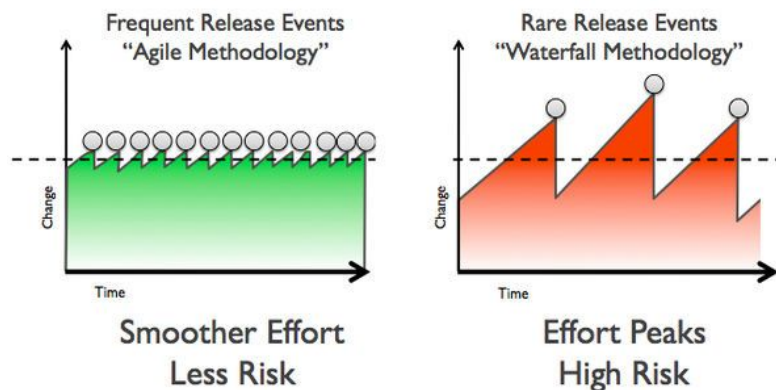 Frequent Release Events
“Agile Methodology”
Change
Time
Smoother Effort
Less Risk
Rare Release Events
“Waterfall Methodology”
Change
Time
Effort Peaks
High Risk